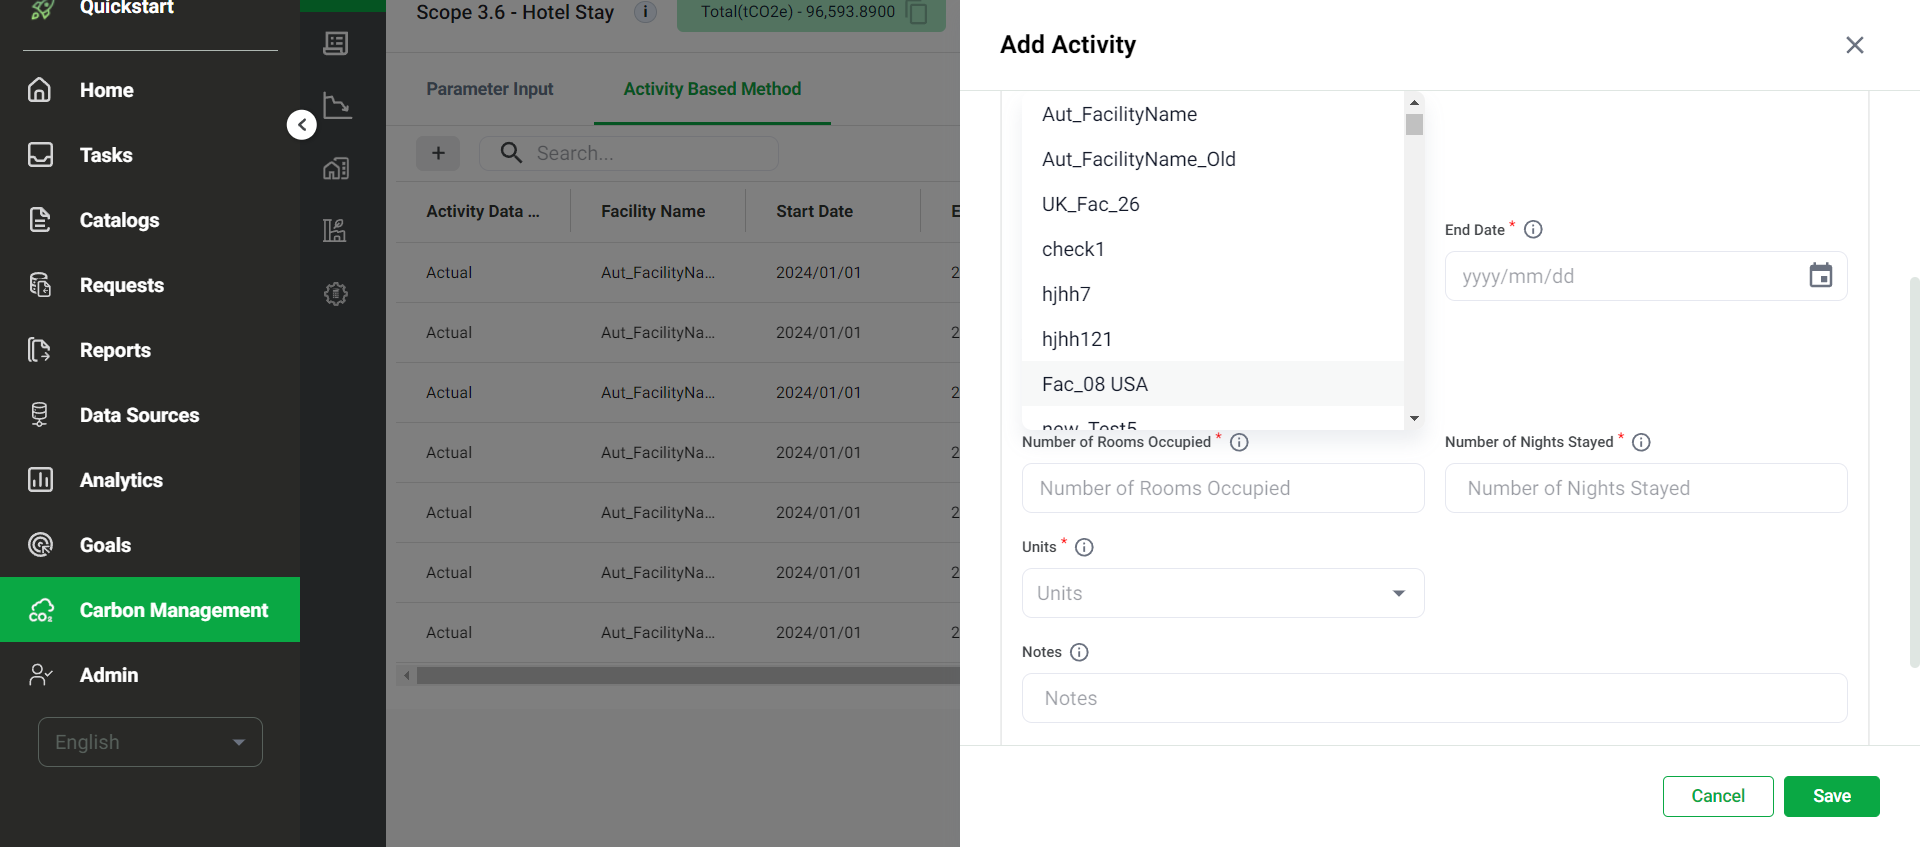 Quickstart
Home
Tasks
Catalogs
Requests
Reports
Data Sources
Analytics
Goals
CO₂
Carbon Management
Admin
English
Scope 3.6 - Hotel Stay
Total(tCO2e) - 96,593.8900
Parameter Input
Activity Based Method
+
Search...
Activity Data ... Facility Name Start Date E
Actual Aut_FacilityNa... 2024/01/01 2
Actual Aut_FacilityNa... 2024/01/01 2
Actual Aut_FacilityNa... 2024/01/01 2
Actual Aut_FacilityNa... 2024/01/01 2
Actual Aut_FacilityNa... 2024/01/01 2
Actual Aut_FacilityNa... 2024/01/01 2
Actual Aut_FacilityNa... 2024/01/01 2
Add Activity
Aut_FacilityName
Aut_FacilityName_Old
UK_Fac_26
check1
hjhh7
hjhh121
Fac_08 USA
new_Test5
End Date *
yyyy/mm/dd
Number of Rooms Occupied *
Number of Rooms Occupied
Number of Nights Stayed *
Number of Nights Stayed
Units *
Units
Notes
Notes
Cancel
Save